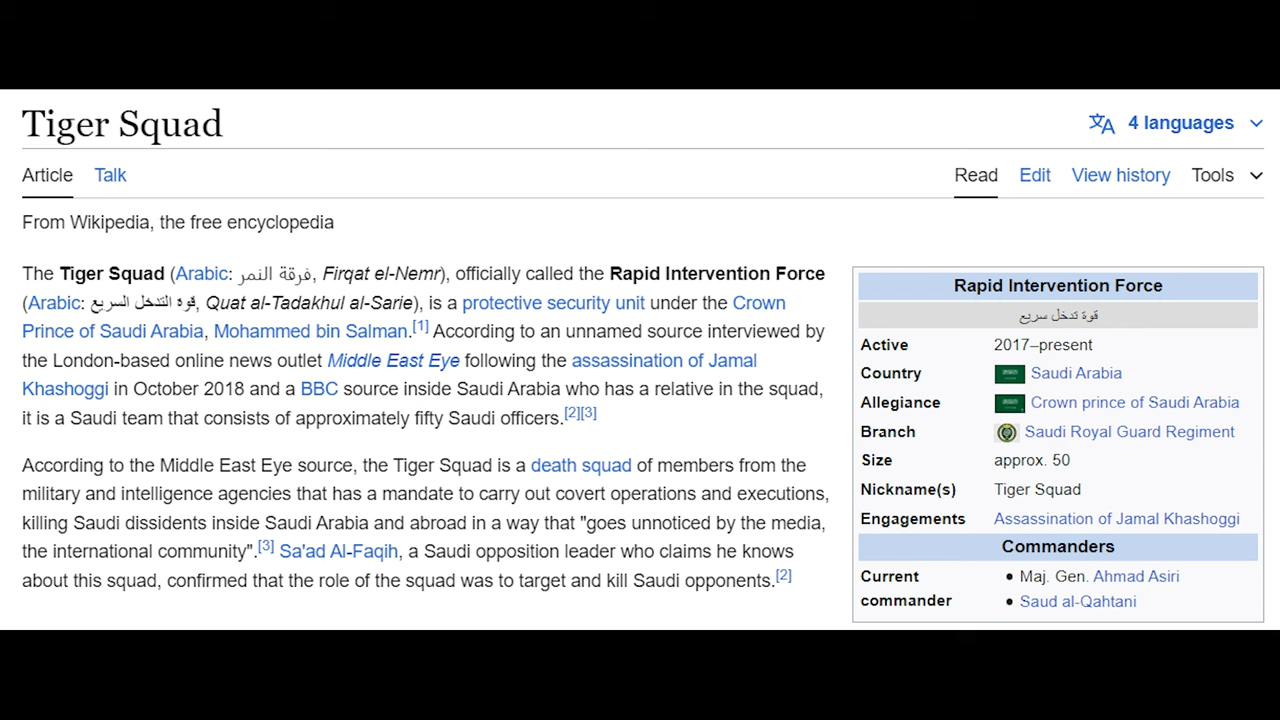 Tiger Squad
4 languages
Article Talk
Read Edit View history Tools
From Wikipedia, the free encyclopedia
The Tiger Squad (Arabic: فرقة النمر, Firqat el-Nemr), officially called the Rapid Intervention Force
(Arabic: قوة التدخل السريع, Quat al-Tadakhul al-Sarie), is a protective security unit under the Crown
Prince of Saudi Arabia, Mohammed bin Salman.[1] According to an unnamed source interviewed by
the London-based online news outlet Middle East Eye following the assassination of Jamal
Khashoggi in October 2018 and a BBC source inside Saudi Arabia who has a relative in the squad,
it is a Saudi team that consists of approximately fifty Saudi officers.[2][3]
According to the Middle East Eye source, the Tiger Squad is a death squad of members from the
military and intelligence agencies that has a mandate to carry out covert operations and executions,
killing Saudi dissidents inside Saudi Arabia and abroad in a way that "goes unnoticed by the media,
the international community".[3] Sa'ad Al-Faqih, a Saudi opposition leader who claims he knows
about this squad, confirmed that the role of the squad was to target and kill Saudi opponents.[2]
Rapid Intervention Force
قوة تدخل سريع
Active 2017–present
Country Saudi Arabia
Allegiance Crown prince of Saudi Arabia
Branch Saudi Royal Guard Regiment
Size approx. 50
Nickname(s) Tiger Squad
Engagements Assassination of Jamal Khashoggi
Commanders
Current • Maj. Gen. Ahmad Asiri
commander • Saud al-Qahtani